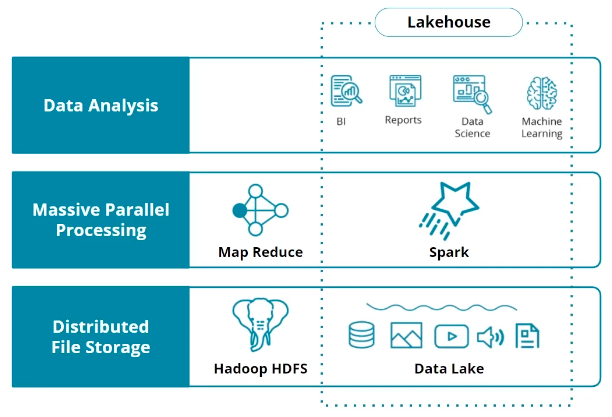 Lakehouse
Data Analysis
BI
Reports
Data
Science
Machine
Learning
Massive Parallel
Processing
Map Reduce
Spark
Distributed
File Storage
Hadoop HDFS
Data Lake